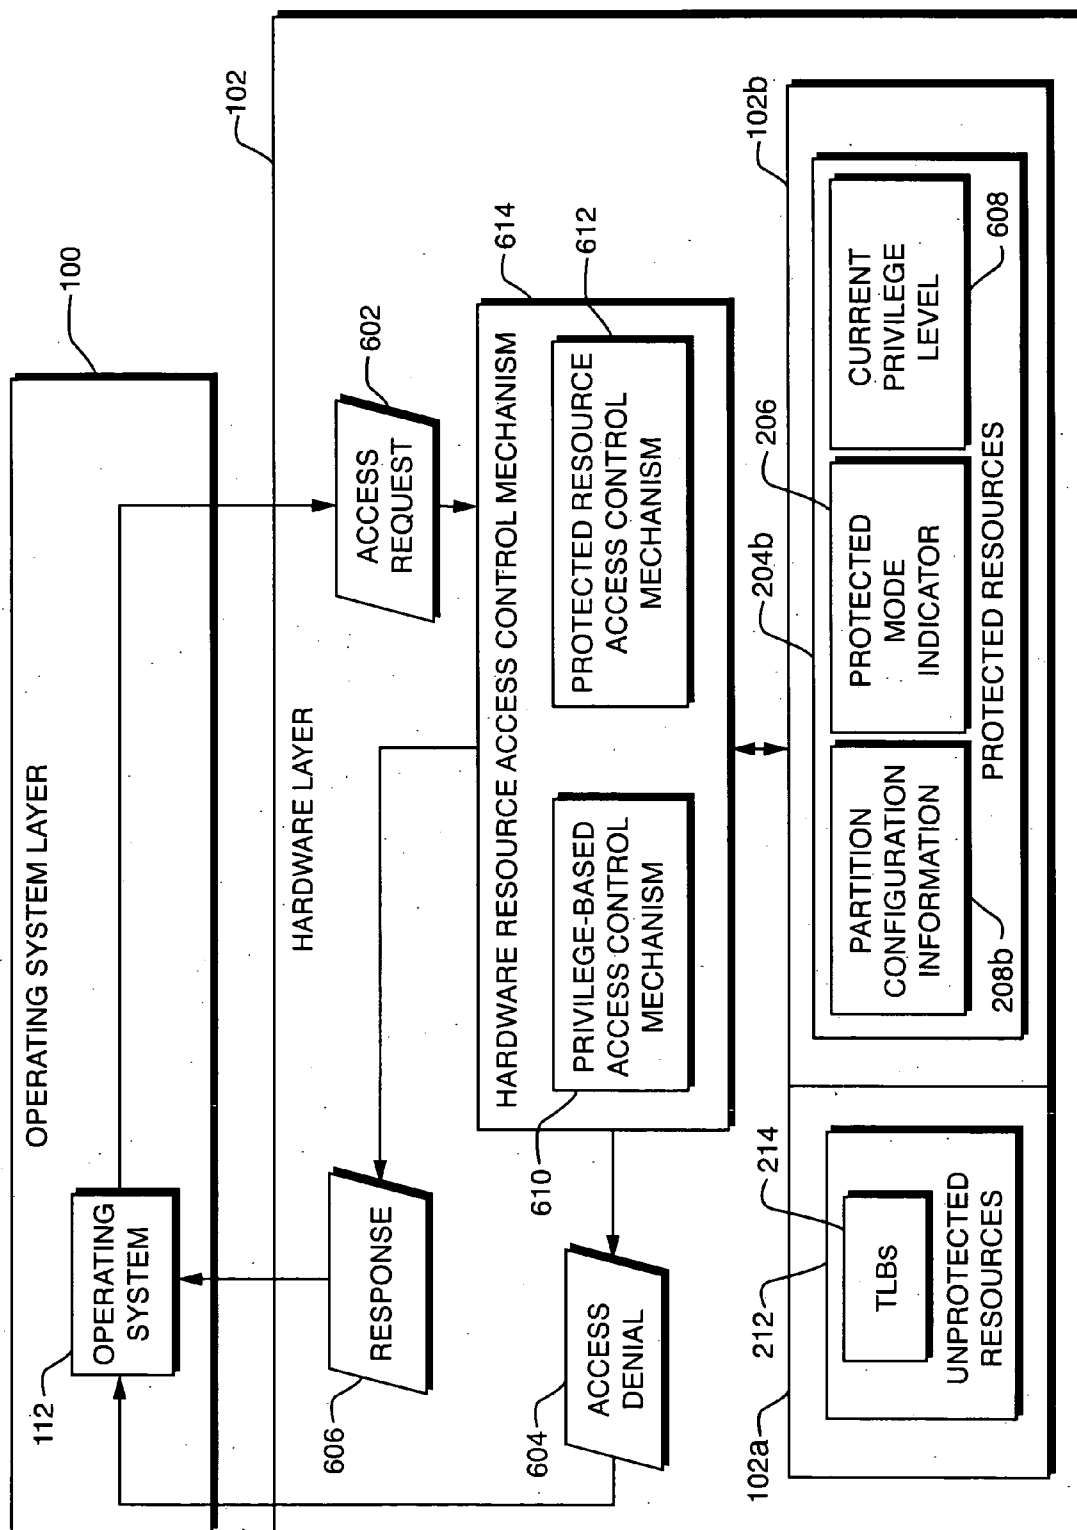 OPERATING SYSTEM LAYER
100
112
OPERATING
SYSTEM
102
HARDWARE LAYER
606
RESPONSE
ACCESS
REQUEST
602
604
ACCESS
DENIAL
614
HARDWARE RESOURCE ACCESS CONTROL MECHANISM
610
PRIVILEGE-BASED
ACCESS CONTROL
MECHANISM
PROTECTED RESOURCE
ACCESS CONTROL
MECHANISM
612
102a
212
214
TLBs
UNPROTECTED
RESOURCES
102b
204b
206
PARTITION
CONFIGURATION
INFORMATION
208b
PROTECTED
MODE
INDICATOR
CURRENT
PRIVILEGE
LEVEL
608
PROTECTED RESOURCES